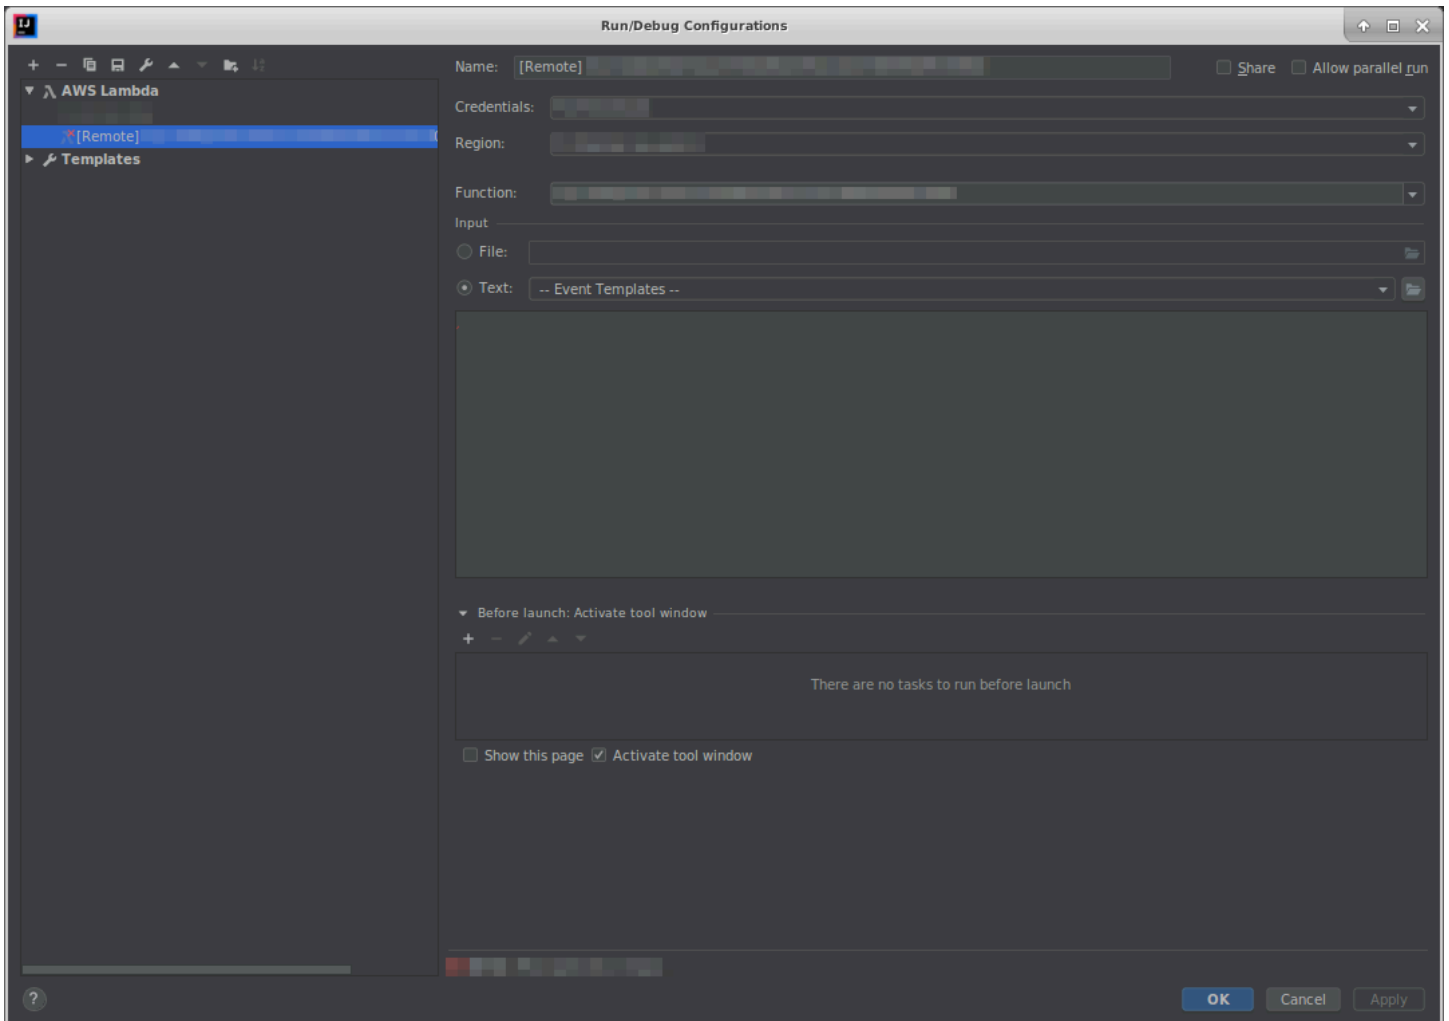 Run/Debug Configurations
Name: [Remote]
Share Allow parallel run
AWS Lambda
Credentials:
[Remote]
Region:
Templates
Function:
Input
File:
Text: -- Event Templates --
Before launch: Activate tool window
There are no tasks to run before launch
Show this page Activate tool window
? OK Cancel Apply